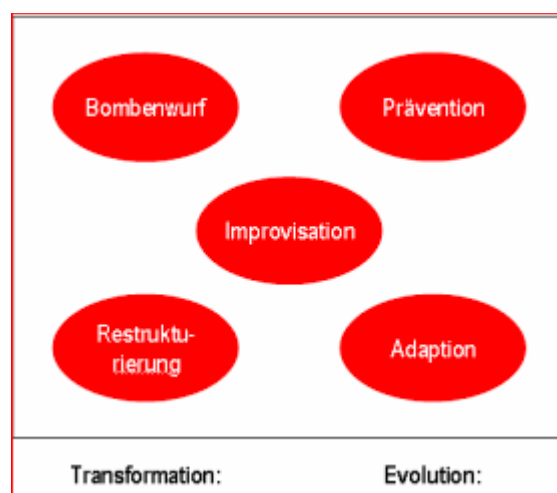 Bombenwurf
Prävention
Improvisation
Restruktu-
rierung
Adaption
Transformation:
Evolution: